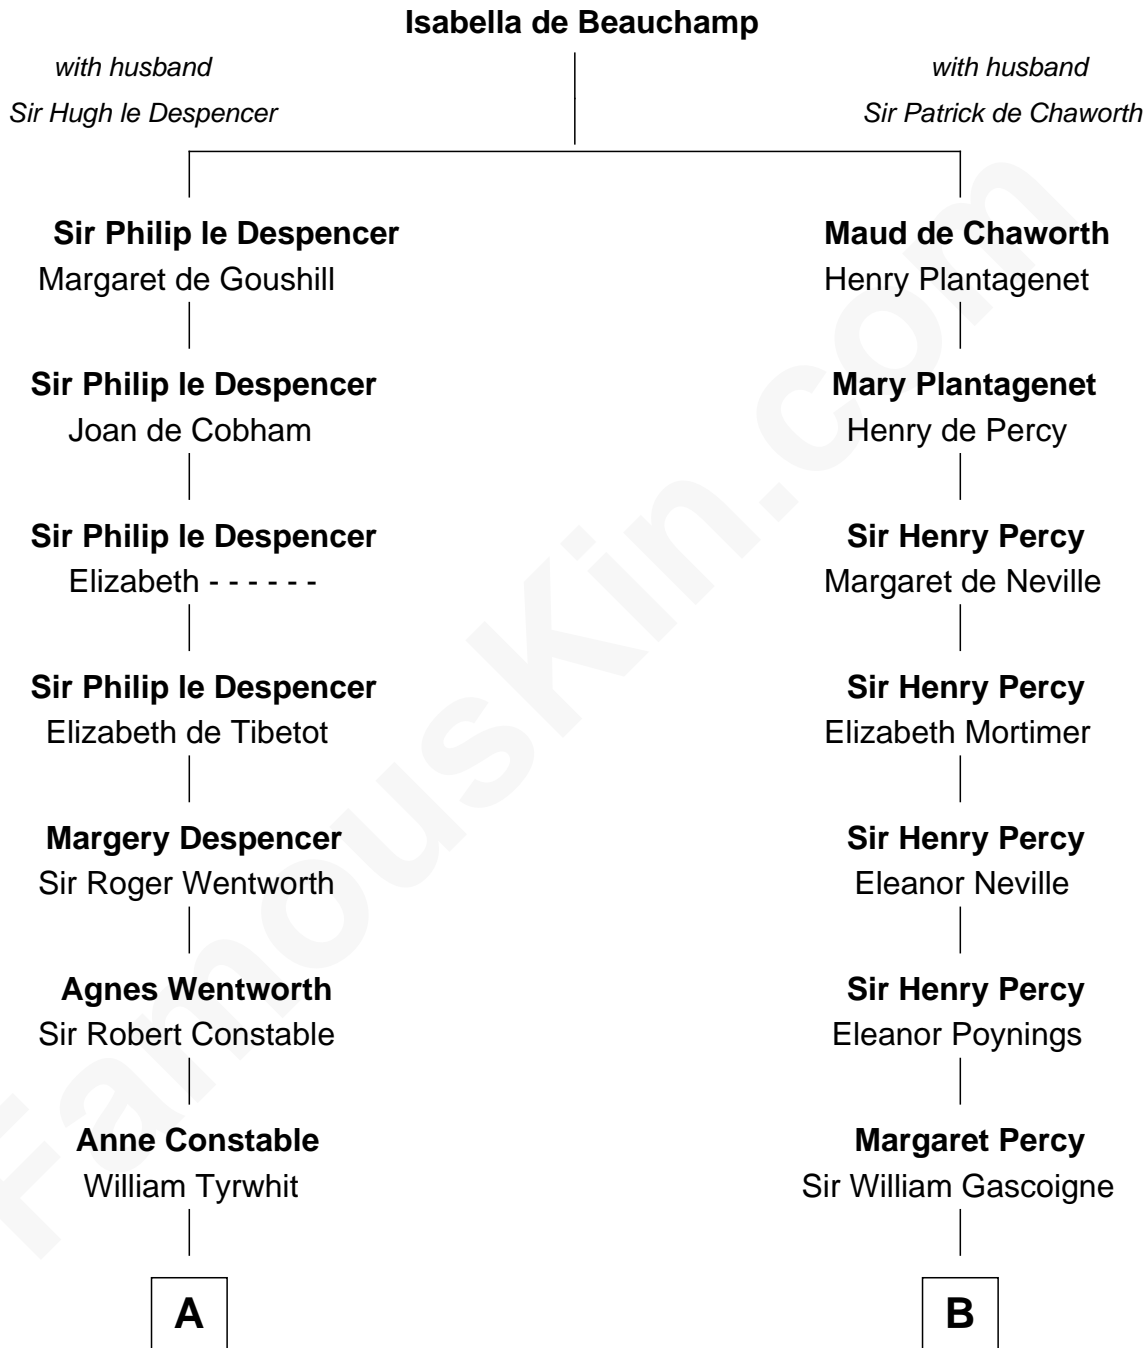 Isabella de Beauchamp
with husband
Sir Hugh le Despencer
with husband
Sir Patrick de Chaworth
Sir Philip le Despencer
Margaret de Goushill
Maud de Chaworth
Henry Plantagenet
Sir Philip le Despencer
Joan de Cobham
Mary Plantagenet
Henry de Percy
Sir Philip le Despencer
Elizabeth - - - - - -
Sir Henry Percy
Margaret de Neville
Sir Philip le Despencer
Elizabeth de Tibetot
Sir Henry Percy
Elizabeth Mortimer
Margery Despencer
Sir Roger Wentworth
Sir Henry Percy
Eleanor Neville
Agnes Wentworth
Sir Robert Constable
Sir Henry Percy
Eleanor Poynings
Anne Constable
William Tyrwhit
Margaret Percy
Sir William Gascoigne
A
B
FamousKin.com